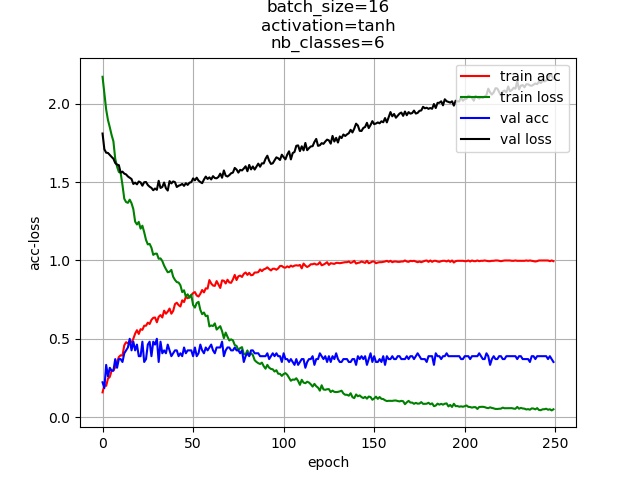 batch_size=16
activation=tanh
nb_classes=6
train acc
train loss
val acc
val loss
2.0
1.5
1.0
0.5
0.0
acc-loss
0
50
100
150
200
250
epoch